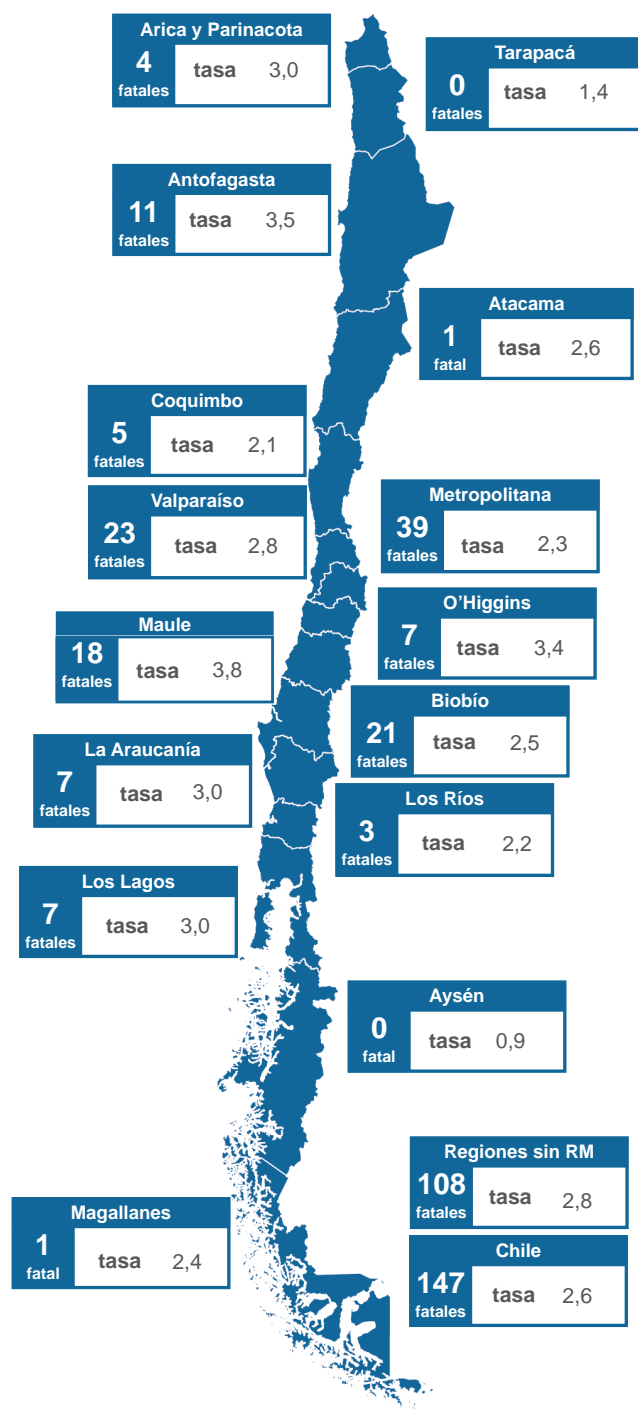 Arica y Parinacota
4
fatales
tasa 3,0
Tarapacá
0
fatales
tasa 1,4
Antofagasta
11
fatales
tasa 3,5
Atacama
1
fatal
tasa 2,6
Coquimbo
5
fatales
tasa 2,1
Valparaíso
23
fatales
tasa 2,8
Metropolitana
39
fatales
tasa 2,3
O’Higgins
7
fatales
tasa 3,4
Maule
18
fatales
tasa 3,8
Biobío
21
fatales
tasa 2,5
La Araucanía
7
fatales
tasa 3,0
Los Ríos
3
fatales
tasa 2,2
Los Lagos
7
fatales
tasa 3,0
Aysén
0
fatal
tasa 0,9
Regiones sin RM
108
fatales
tasa 2,8
Magallanes
1
fatal
tasa 2,4
Chile
147
fatales
tasa 2,6